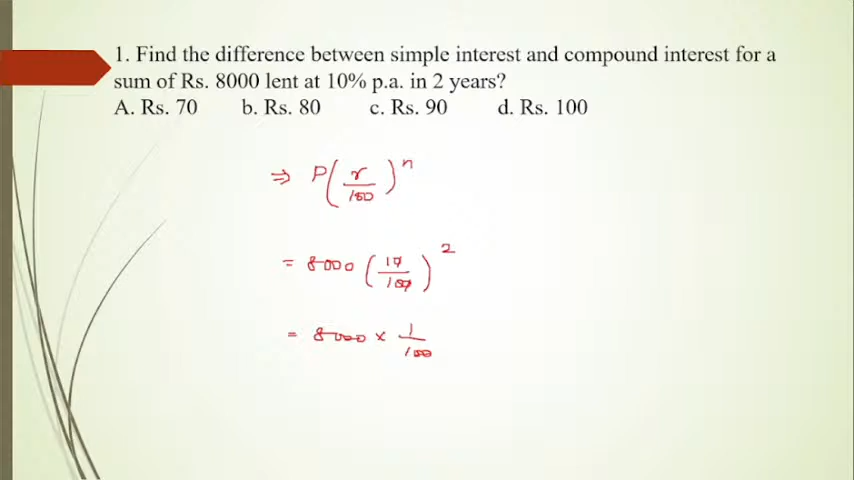 1. Find the difference between simple interest and compound interest for a
sum of Rs. 8000 lent at 10% p.a. in 2 years?
A. Rs. 70 b. Rs. 80 c. Rs. 90 d. Rs. 100
⇒ P(r/100)^n
= 8000 (10/100)^2
= 8000 × 1/100